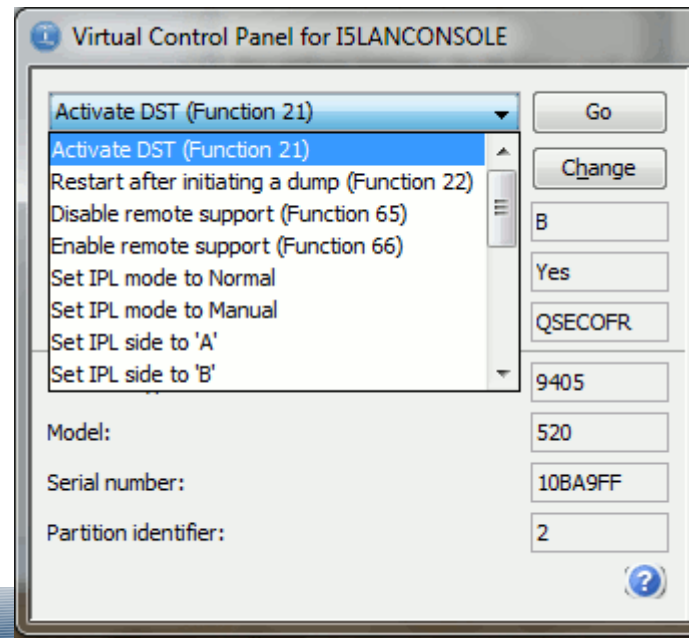 Virtual Control Panel for I5LANCONSOLE
Activate DST (Function 21)
Go
Activate DST (Function 21)
Restart after initiating a dump (Function 22)
Change
Disable remote support (Function 65)
B
Enable remote support (Function 66)
Set IPL mode to Normal
Yes
Set IPL mode to Manual
Set IPL side to 'A'
QSECOFR
Set IPL side to 'B'
9405
Model:
520
Serial number:
10BA9FF
Partition identifier:
2
?